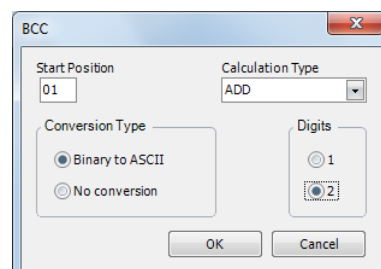 BCC
Start Position Calculation Type
01 ADD
Conversion Type Digits
Binary to ASCII 1
No conversion 2
OK Cancel